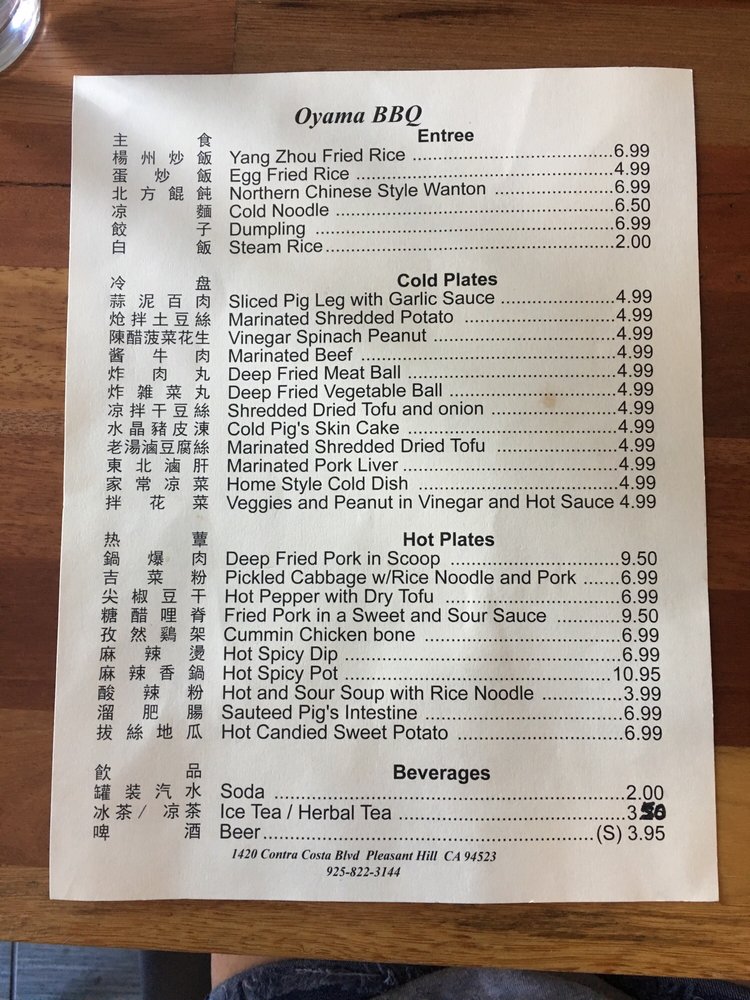 Oyama BBQ
主食 Entree
楊州炒飯 Yang Zhou Fried Rice 6.99
蛋炒飯 Egg Fried Rice 4.99
北方餛飩 Northern Chinese Style Wanton 6.99
凉麵 Cold Noodle 6.50
餃子 Dumpling 6.99
白飯 Steam Rice 2.00
冷盘 Cold Plates
蒜泥百肉 Sliced Pig Leg with Garlic Sauce 4.99
炝拌土豆絲 Marinated Shredded Potato 4.99
陳醋菠菜花生 Vinegar Spinach Peanut 4.99
酱牛肉 Marinated Beef 4.99
炸肉丸 Deep Fried Meat Ball 4.99
炸雜菜丸 Deep Fried Vegetable Ball 4.99
凉拌干豆絲 Shredded Dried Tofu and onion 4.99
水晶豬皮凍 Cold Pig's Skin Cake 4.99
老湯滷豆腐絲 Marinated Shredded Dried Tofu 4.99
東北滷肝 Marinated Pork Liver 4.99
家常凉菜 Home Style Cold Dish 4.99
拌花菜 Veggies and Peanut in Vinegar and Hot Sauce 4.99
热蕈 Hot Plates
鍋爆肉 Deep Fried Pork in Scoop 9.50
吉菜粉 Pickled Cabbage w/Rice Noodle and Pork 6.99
尖椒豆干 Hot Pepper with Dry Tofu 6.99
糖醋哩脊 Fried Pork in a Sweet and Sour Sauce 9.50
孜然鷄架 Cummin Chicken bone 6.99
麻辣燙 Hot Spicy Dip 6.99
麻辣香鍋 Hot Spicy Pot 10.95
酸辣粉 Hot and Sour Soup with Rice Noodle 3.99
溜肥腸 Sauteed Pig's Intestine 6.99
拔絲地瓜 Hot Candied Sweet Potato 6.99
飲品 Beverages
罐装汽水 Soda 2.00
冰茶/凉茶 Ice Tea / Herbal Tea 3.50
啤酒 Beer (S) 3.95
1420 Contra Costa Blvd Pleasant Hill CA 94523
925-822-3144